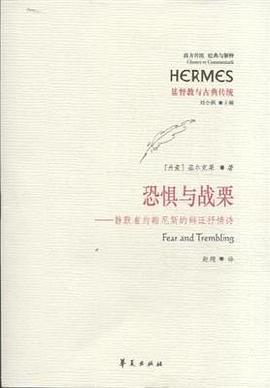 西方传统 经典与解释
Classici et Commentarii
HERMES
基督教与古典传统
刘小枫 ● 主编
[丹麦] 基尔克果 ● 著
恐惧与战栗
——静默者约翰尼斯的辩证抒情诗
Fear and Trembling
赵翔 ● 译
华夏出版社